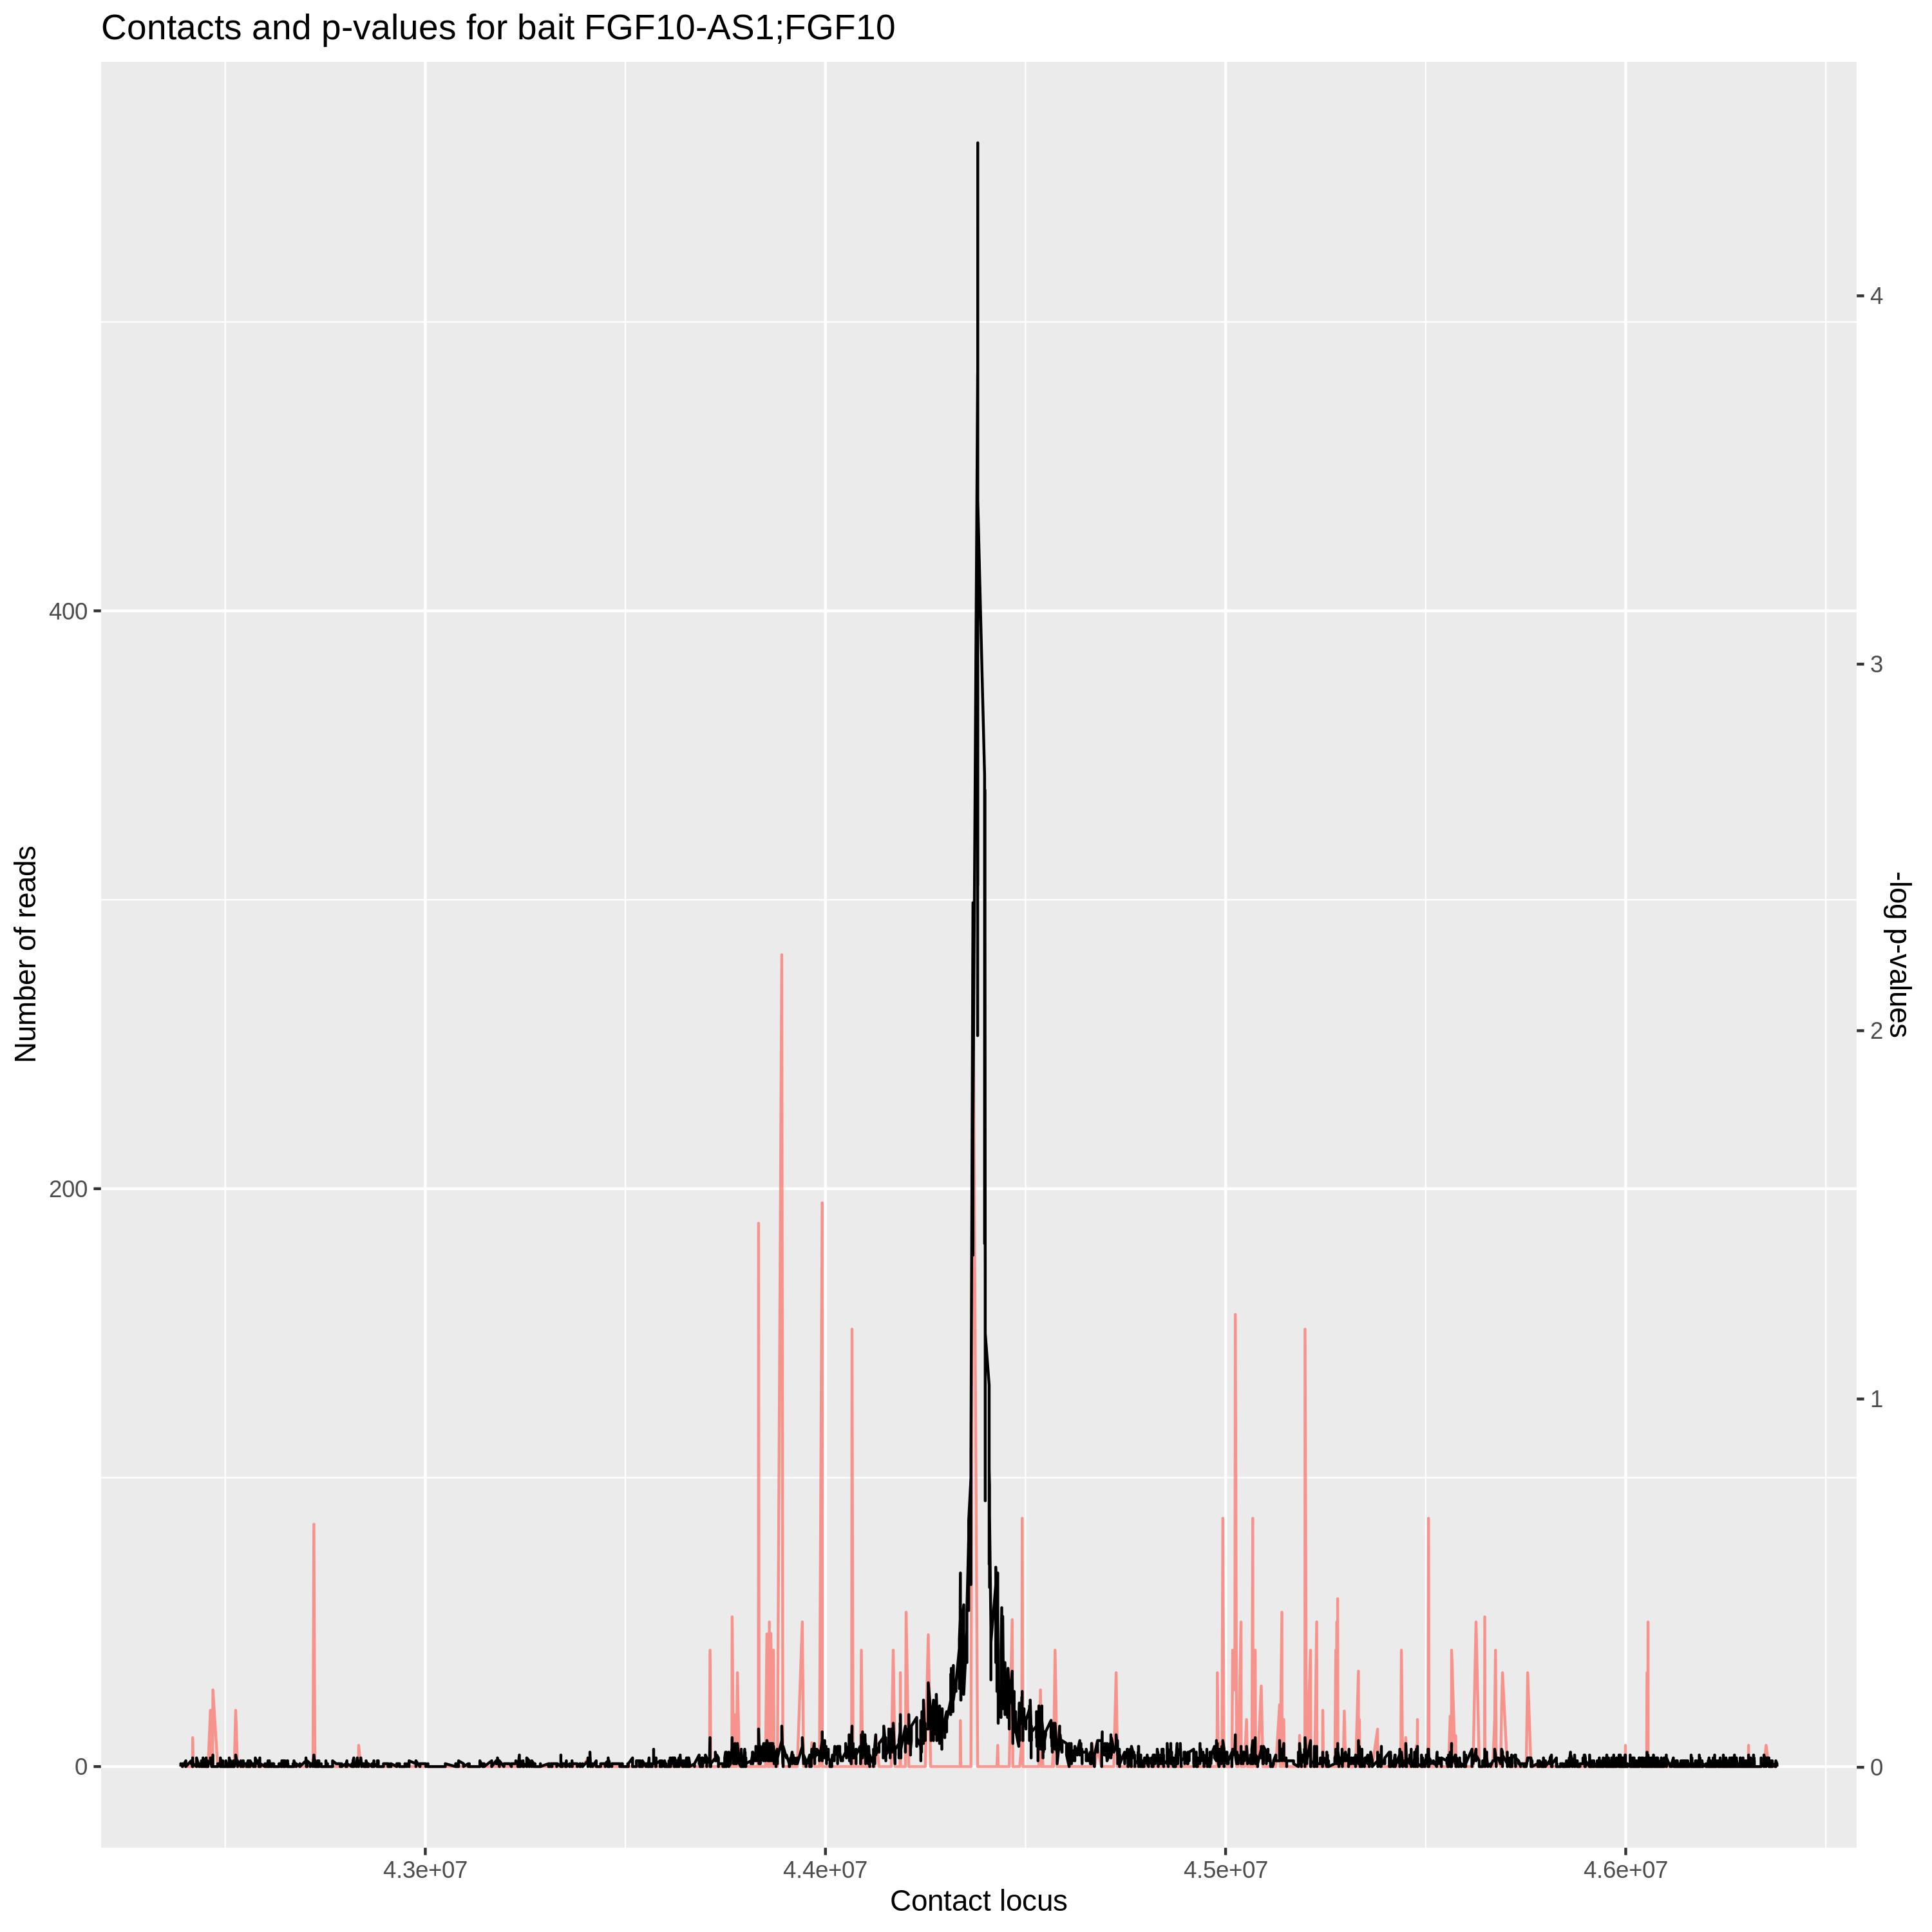 Contacts and p-values for bait FGF10-AS1;FGF10
Number of reads
400
200
0
4
3
2
1
0
-log p-values
4.3e+07
4.4e+07
4.5e+07
4.6e+07
Contact locus